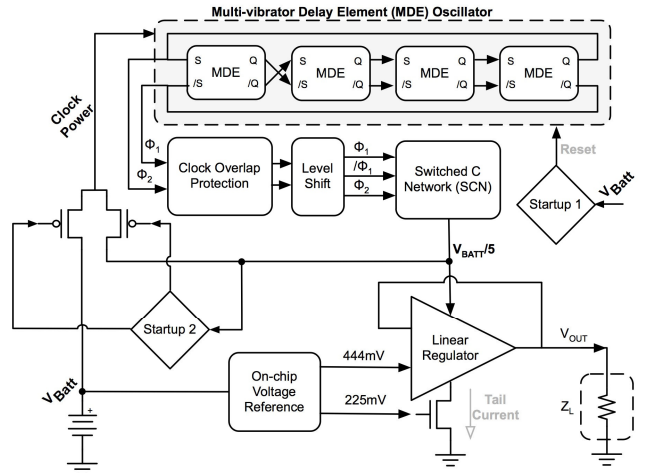 Multi-vibrator Delay Element (MDE) Oscillator
S Q
/S /Q
MDE
S Q
/S /Q
MDE
S Q
/S /Q
MDE
S Q
/S /Q
MDE
Clock
Power
Φ1
Φ2
Clock Overlap
Protection
Level
Shift
Φ1
/Φ1
Φ2
Switched C
Network (SCN)
Reset
Startup 1
VBatt
VBATT/5
Startup 2
Linear
Regulator
VOUT
VBatt
+
On-chip
Voltage
Reference
444mV
225mV
Tail
Current
ZL